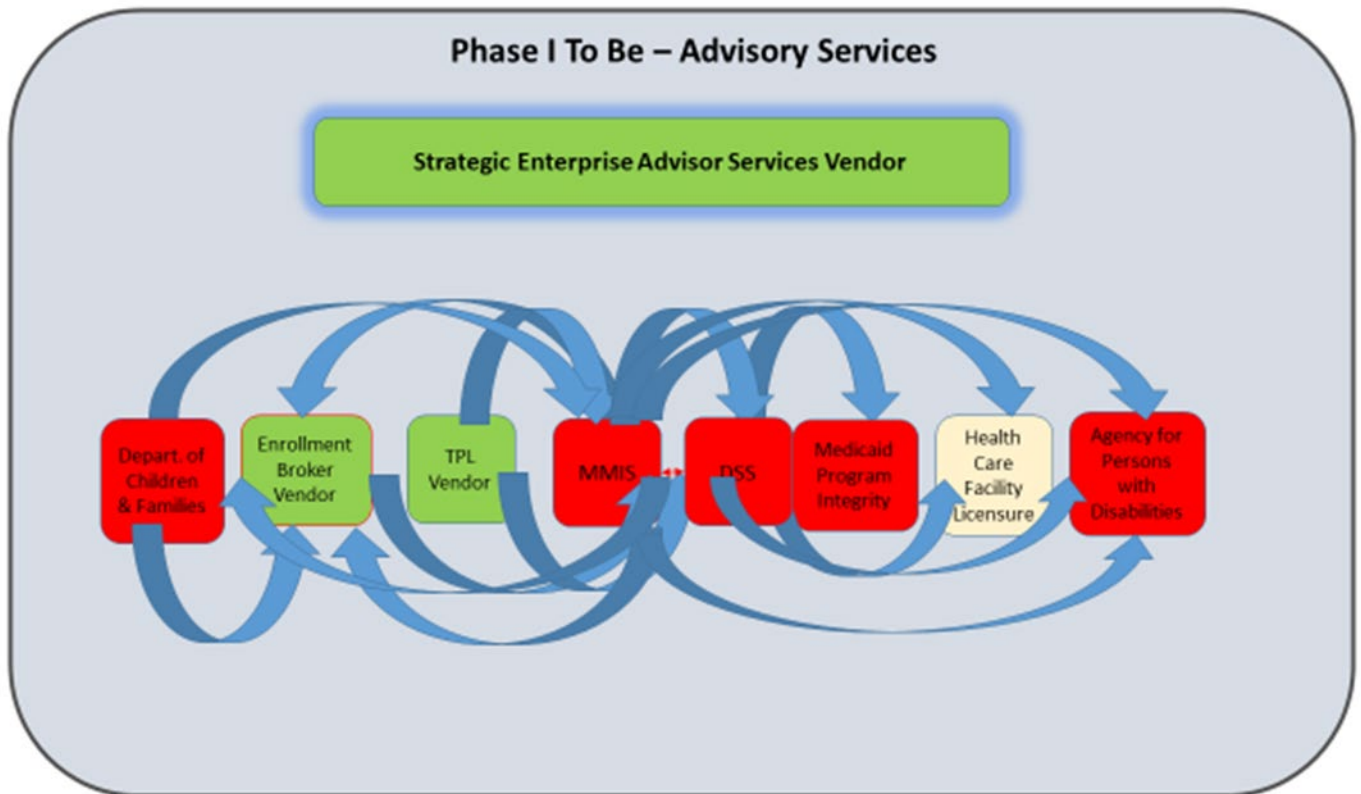 Phase I To Be – Advisory Services
Strategic Enterprise Advisor Services Vendor
Depart. of
Children
& Families
Enrollment
Broker
Vendor
TPL
Vendor
MMIS
DSS
Medicaid
Program
Integrity
Health
Care
Facility
Licensure
Agency for
Persons
with
Disabilities